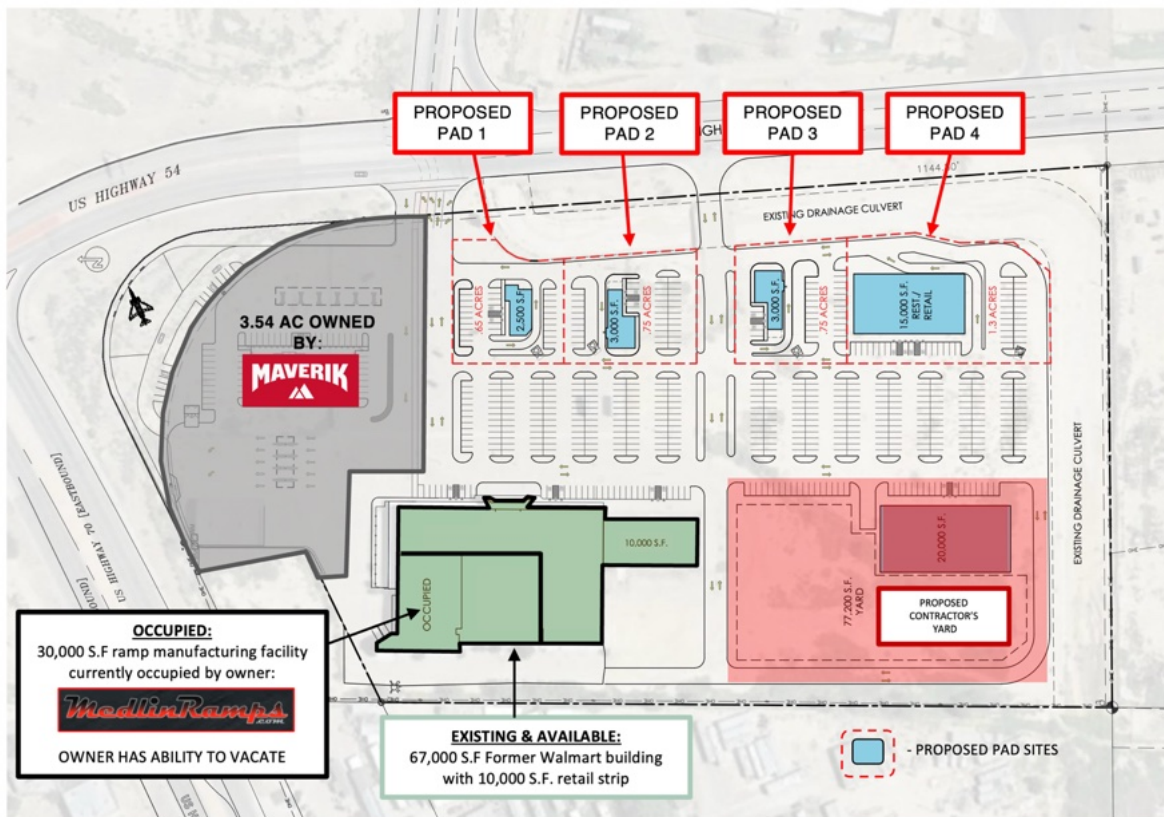 PROPOSED
PAD 1
PROPOSED
PAD 2
PROPOSED
PAD 3
PROPOSED
PAD 4
US HIGHWAY 54
EXISTING DRAINAGE CULVERT
.65 ACRES
2,500 S.F.
3,000 S.F.
.75 ACRES
3,000 S.F.
.75 ACRES
15,000 S.F.
REST./
RETAIL
1.3 ACRES
3.54 AC OWNED
BY:
MAVERIK
US HIGHWAY 70 [EASTBOUND]
EXISTING DRAINAGE CULVERT
10,000 S.F.
OCCUPIED
77,200 S.F.
YARD
20,000 S.F.
PROPOSED
CONTRACTOR'S
YARD
OCCUPIED:
30,000 S.F ramp manufacturing facility
currently occupied by owner:
MedlinRamps
.com
OWNER HAS ABILITY TO VACATE
EXISTING & AVAILABLE:
67,000 S.F Former Walmart building
with 10,000 S.F. retail strip
- PROPOSED PAD SITES